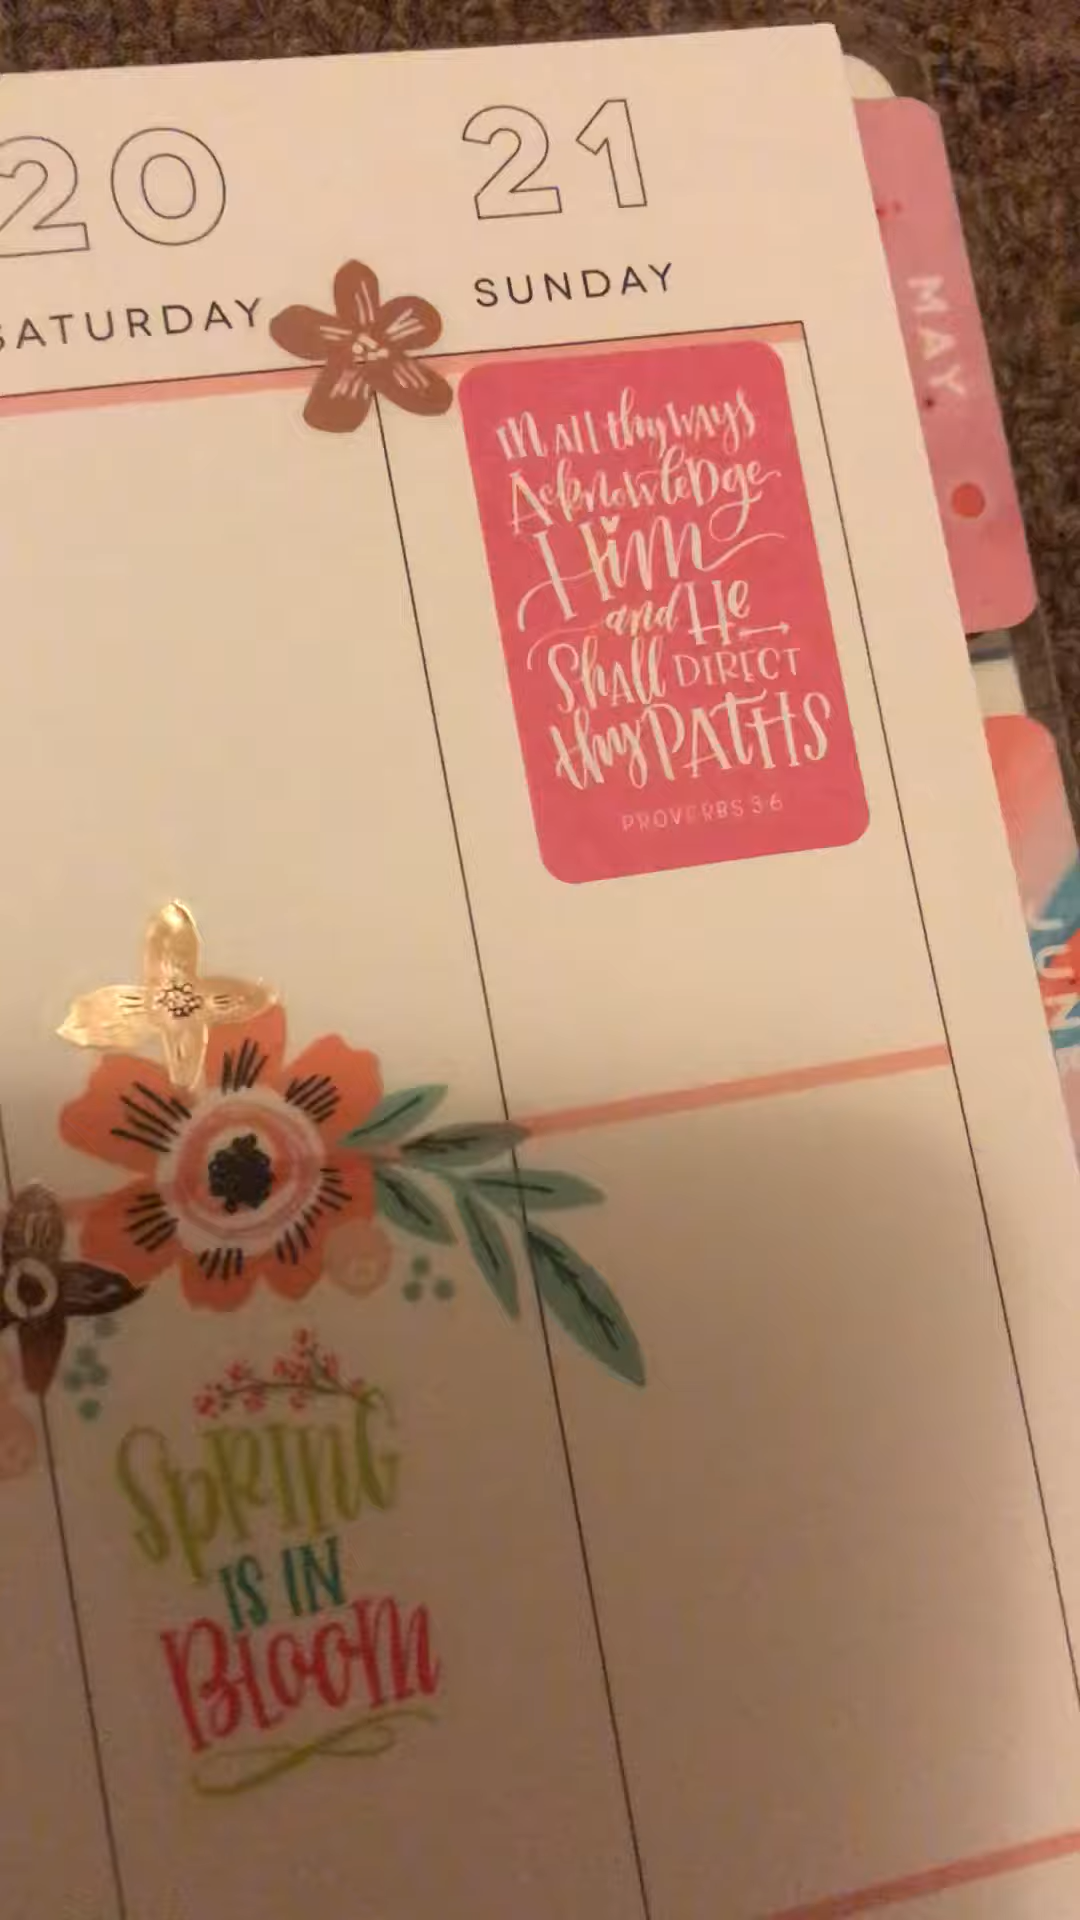 20
SATURDAY
21
SUNDAY
In all thy ways
Acknowledge
Him
and He
Shall DIRECT
thy PATHS
PROVERBS 3:6
SPRING
IS IN
BLOOM
MAY
JUN